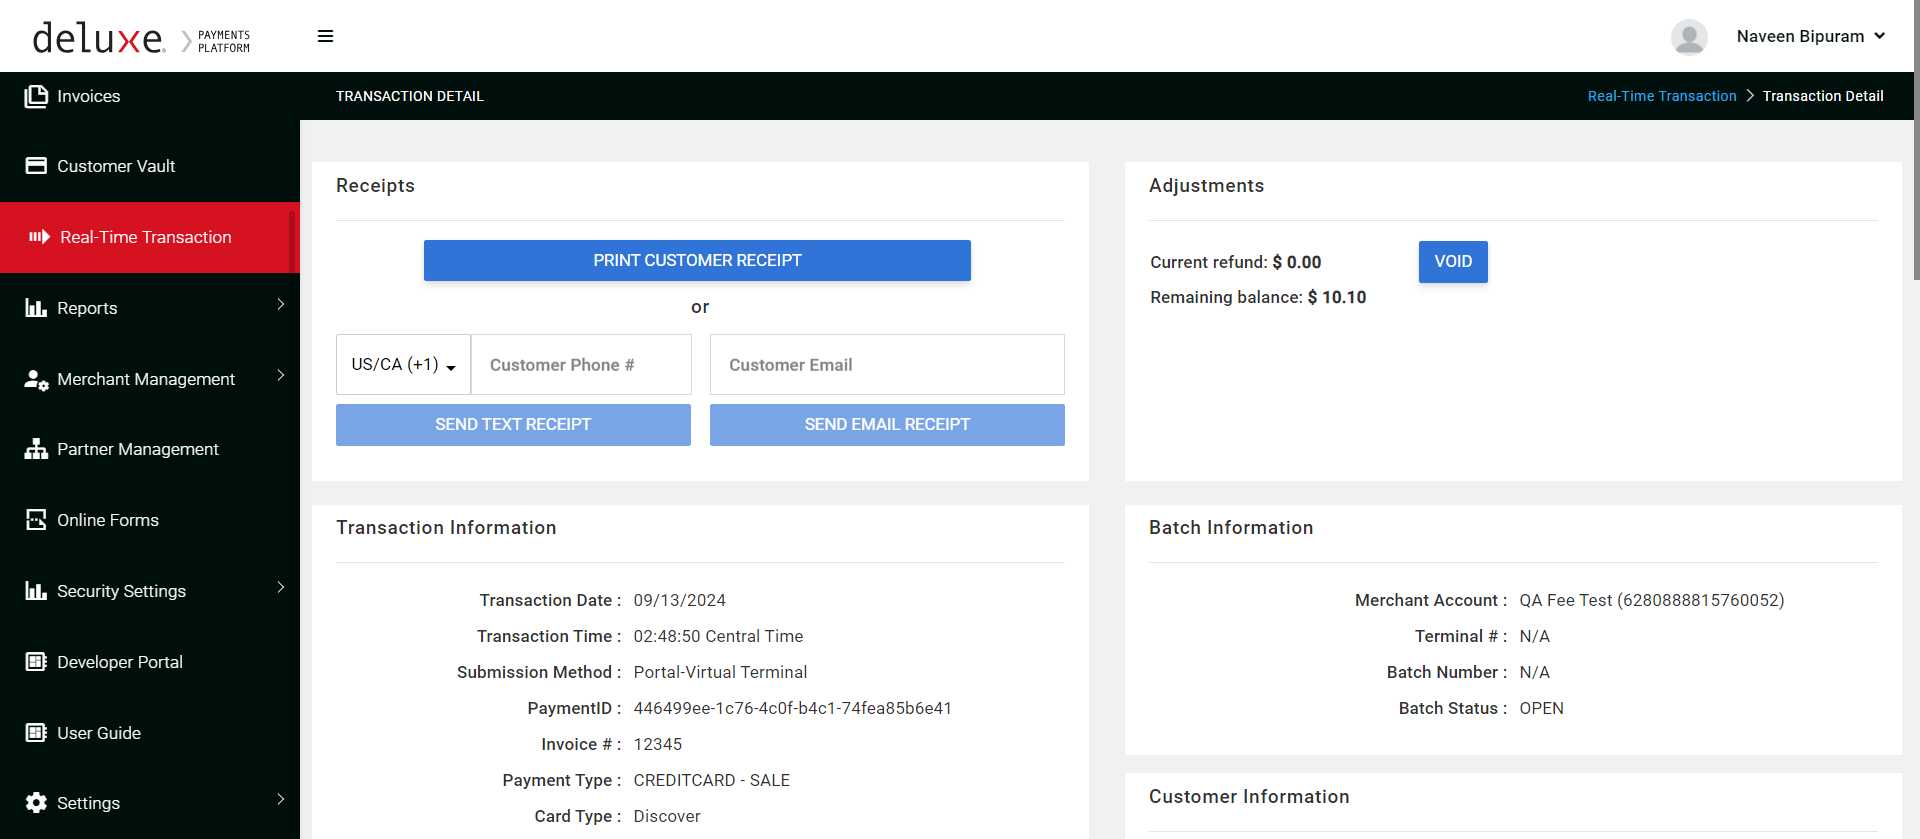 deluxe. PAYMENTS PLATFORM
Naveen Bipuram
Invoices
Customer Vault
Real-Time Transaction
Reports
Merchant Management
Partner Management
Online Forms
Security Settings
Developer Portal
User Guide
Settings
TRANSACTION DETAIL
Real-Time Transaction > Transaction Detail
Receipts
PRINT CUSTOMER RECEIPT
or
US/CA (+1) Customer Phone # Customer Email
SEND TEXT RECEIPT SEND EMAIL RECEIPT
Adjustments
Current refund: $ 0.00 VOID
Remaining balance: $ 10.10
Transaction Information
Transaction Date : 09/13/2024
Transaction Time : 02:48:50 Central Time
Submission Method : Portal-Virtual Terminal
PaymentID : 446499ee-1c76-4c0f-b4c1-74fea85b6e41
Invoice # : 12345
Payment Type : CREDITCARD - SALE
Card Type : Discover
Batch Information
Merchant Account : QA Fee Test (6280888815760052)
Terminal # : N/A
Batch Number : N/A
Batch Status : OPEN
Customer Information